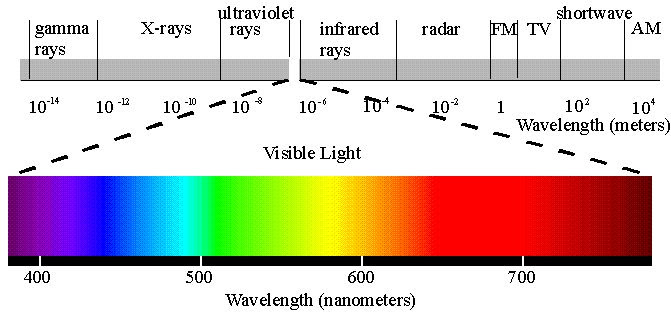 ultraviolet shortwave
gamma X-rays rays infrared radar FM TV AM
rays rays
10-14 10-12 10-10 10-8 10-6 10-4 10-2 1 102 104
Wavelength (meters)
Visible Light
400 500 600 700
Wavelength (nanometers)